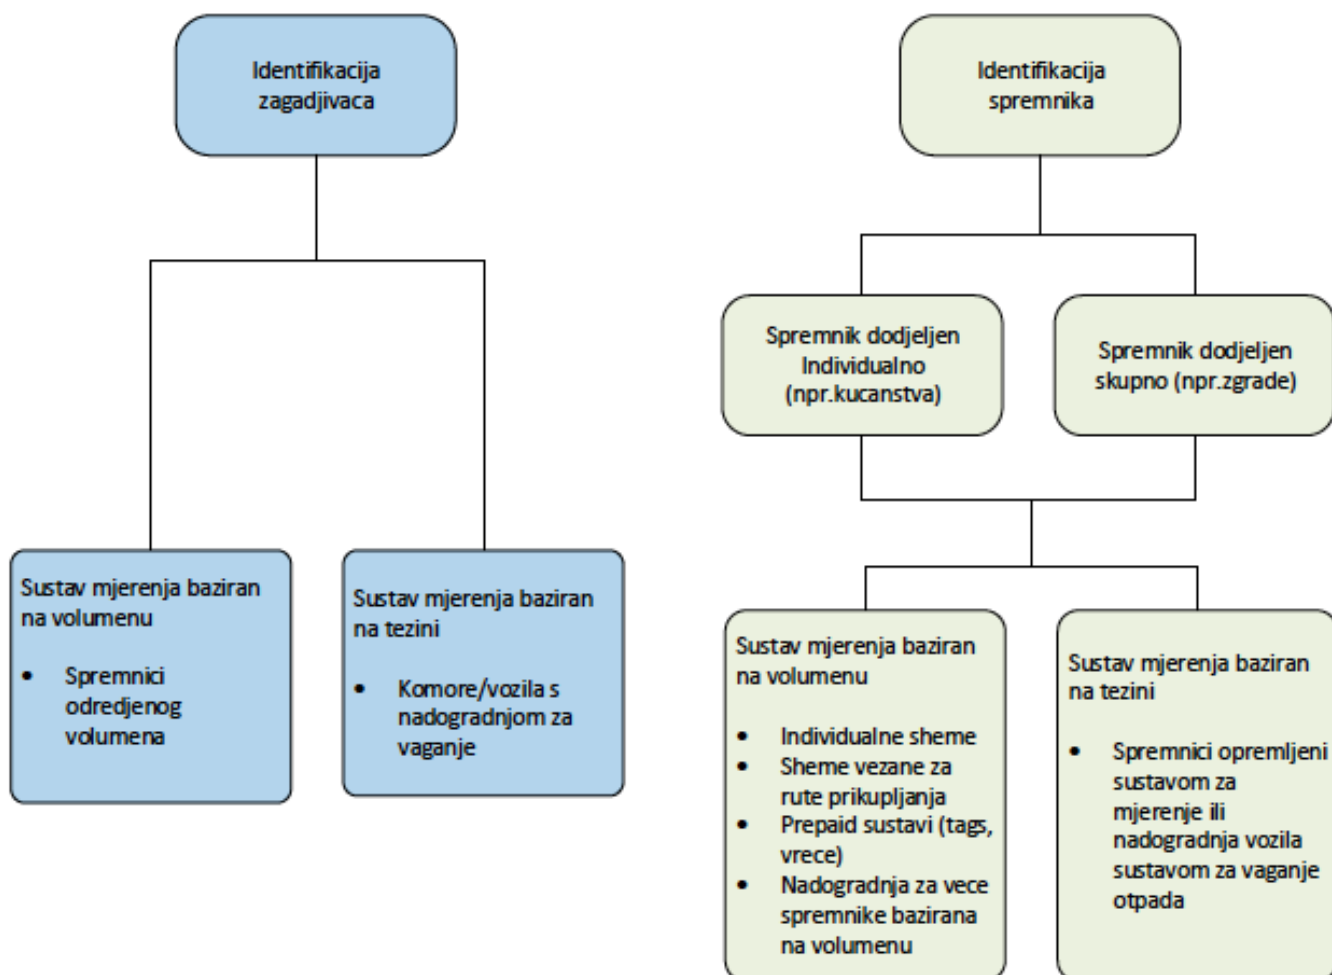 Identifikacija
zagadjivaca
Identifikacija
spremnika
Spremnik dodjeljen
Individualno
(npr.kucanstva)
Spremnik dodjeljen
skupno (npr.zgrade)
Sustav mjerenja baziran
na volumenu
• Spremnici
odredjenog
volumena
Sustav mjerenja baziran
na tezini
• Komore/vozila s
nadogradnjom za
vaganje
Sustav mjerenja baziran
na volumenu
• Individualne sheme
• Sheme vezane za
rute prikupljanja
• Prepaid sustavi (tags,
vrece)
• Nadogradnja za vece
spremnike bazirana
na volumenu
Sustav mjerenja baziran
na tezini
• Spremnici opremljeni
sustavom za
mjerenje ili
nadogradnja vozila
sustavom za vaganje
otpada